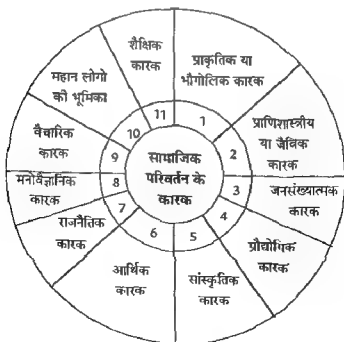 सामाजिक
परिवर्तन के
कारक
1
प्राकृतिक या
भौगोलिक कारक
2
प्राणिशास्त्रीय
या जैविक
कारक
3
जनसंख्यात्मक
कारक
4
प्रौद्योगिक
कारक
5
सांस्कृतिक
कारक
6
आर्थिक
कारक
7
राजनैतिक
कारक
8
मनोवैज्ञानिक
कारक
9
वैचारिक
कारक
10
महान लोगो
की भूमिका
11
शैक्षिक
कारक